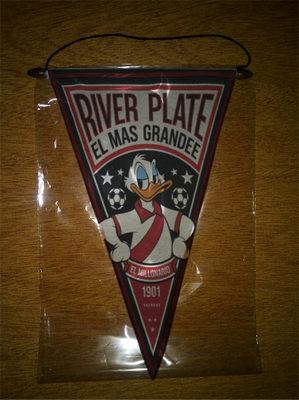 RIVER PLATE
EL MAS GRANDEE
EL MILLONARIO
1901